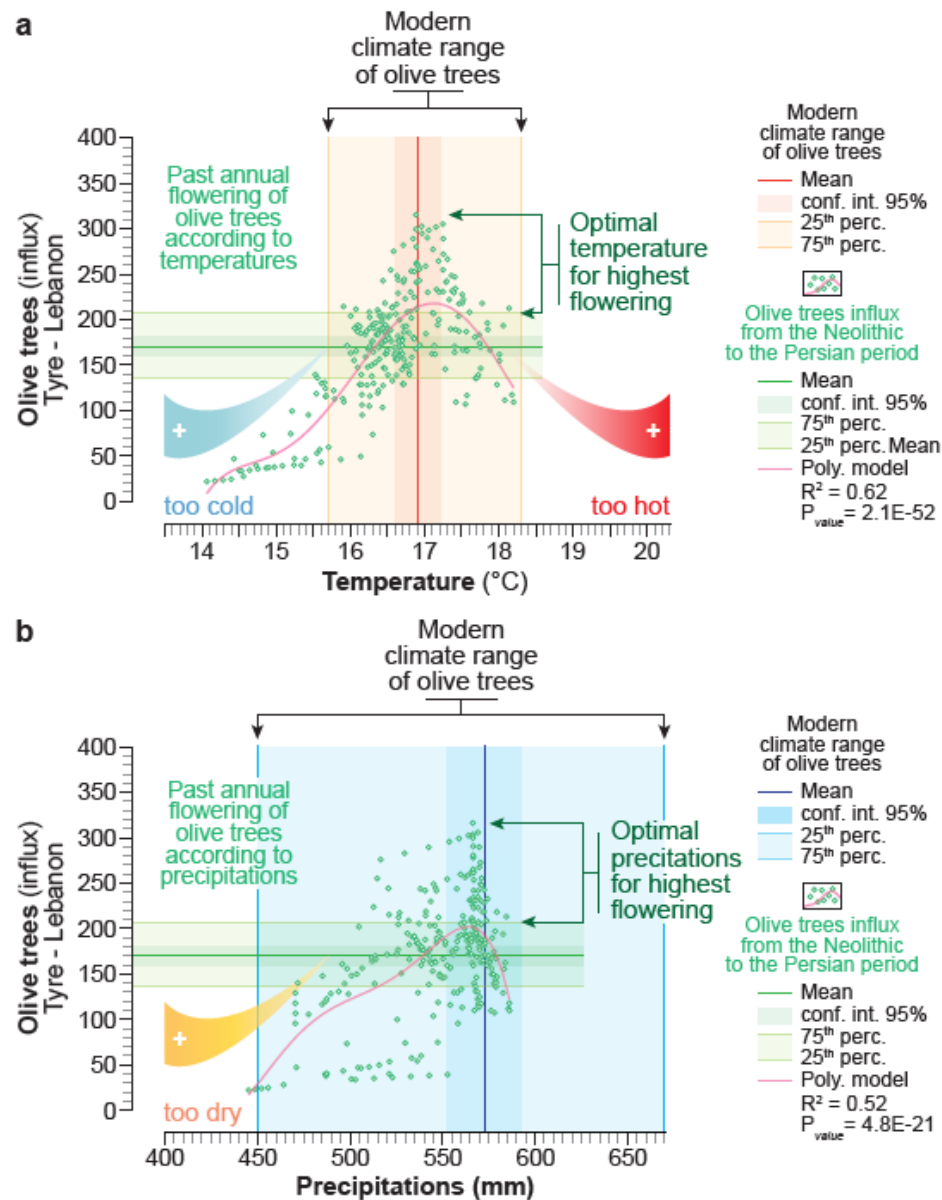 a
Modern
climate range
of olive trees
400
350
300
250
200
150
100
50
0
Olive trees (influx)
Tyre - Lebanon
Past annual
flowering of
olive trees
according to
temperatures
Optimal
temperature
for highest
flowering
+
+
too cold
too hot
14 15 16 17 18 19 20
Temperature (°C)
Modern
climate range
of olive trees
Mean
conf. int. 95%
25th perc.
75th perc.
Olive trees influx
from the Neolithic
to the Persian period
Mean
conf. int. 95%
75th perc.
25th perc. Mean
Poly. model
R² = 0.62
Pvalue = 2.1E-52
b
Modern
climate range
of olive trees
400
350
300
250
200
150
100
50
0
Olive trees (influx)
Tyre - Lebanon
Past annual
flowering of
olive trees
according to
precipitations
Optimal
precitations
for highest
flowering
+
too dry
400 450 500 550 600 650
Precipitations (mm)
Modern
climate range
of olive trees
Mean
conf. int. 95%
25th perc.
75th perc.
Olive trees influx
from the Neolithic
to the Persian period
Mean
conf. int. 95%
75th perc.
25th perc.
Poly. model
R² = 0.52
Pvalue = 4.8E-21